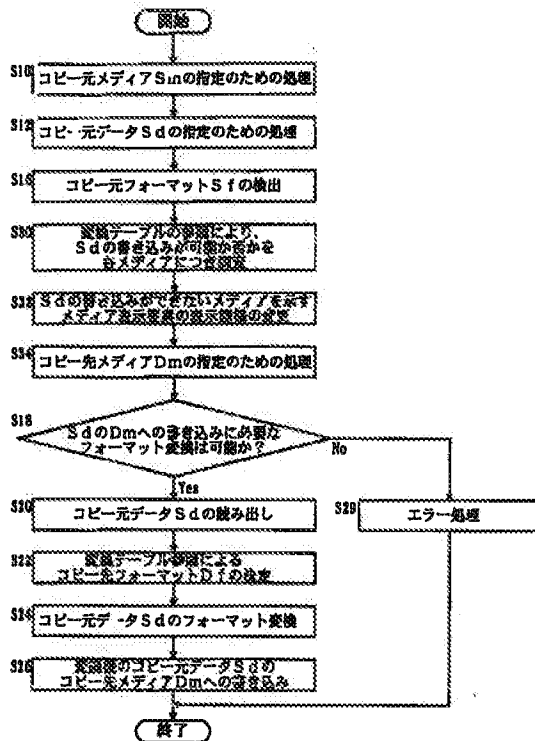 開始
S10
コピー元メディアSmの指定のための処理
S12
コピー元データSdの指定のための処理
コピー元フォーマットSfの検出
変換テーブルの参照により、
Sdの書き込みが可能か否かを
各メディアにつき判定
Sdの書き込みができないメディアを示す
メディア表示要素の表示態様の変更
S34
コピー先メディアDmの指定のための処理
S18
SdのDmへの書き込みに必要な
フォーマット変換は可能か？
No
Yes
S20
コピー元データSdの読み出し
S29
エラー処理
S22
変換テーブル参照による
コピー先フォーマットDfの決定
S24
コピー元データSdのフォーマット変換
S26
変換後のコピー元データSdの
コピー先メディアDmへの書き込み
終了